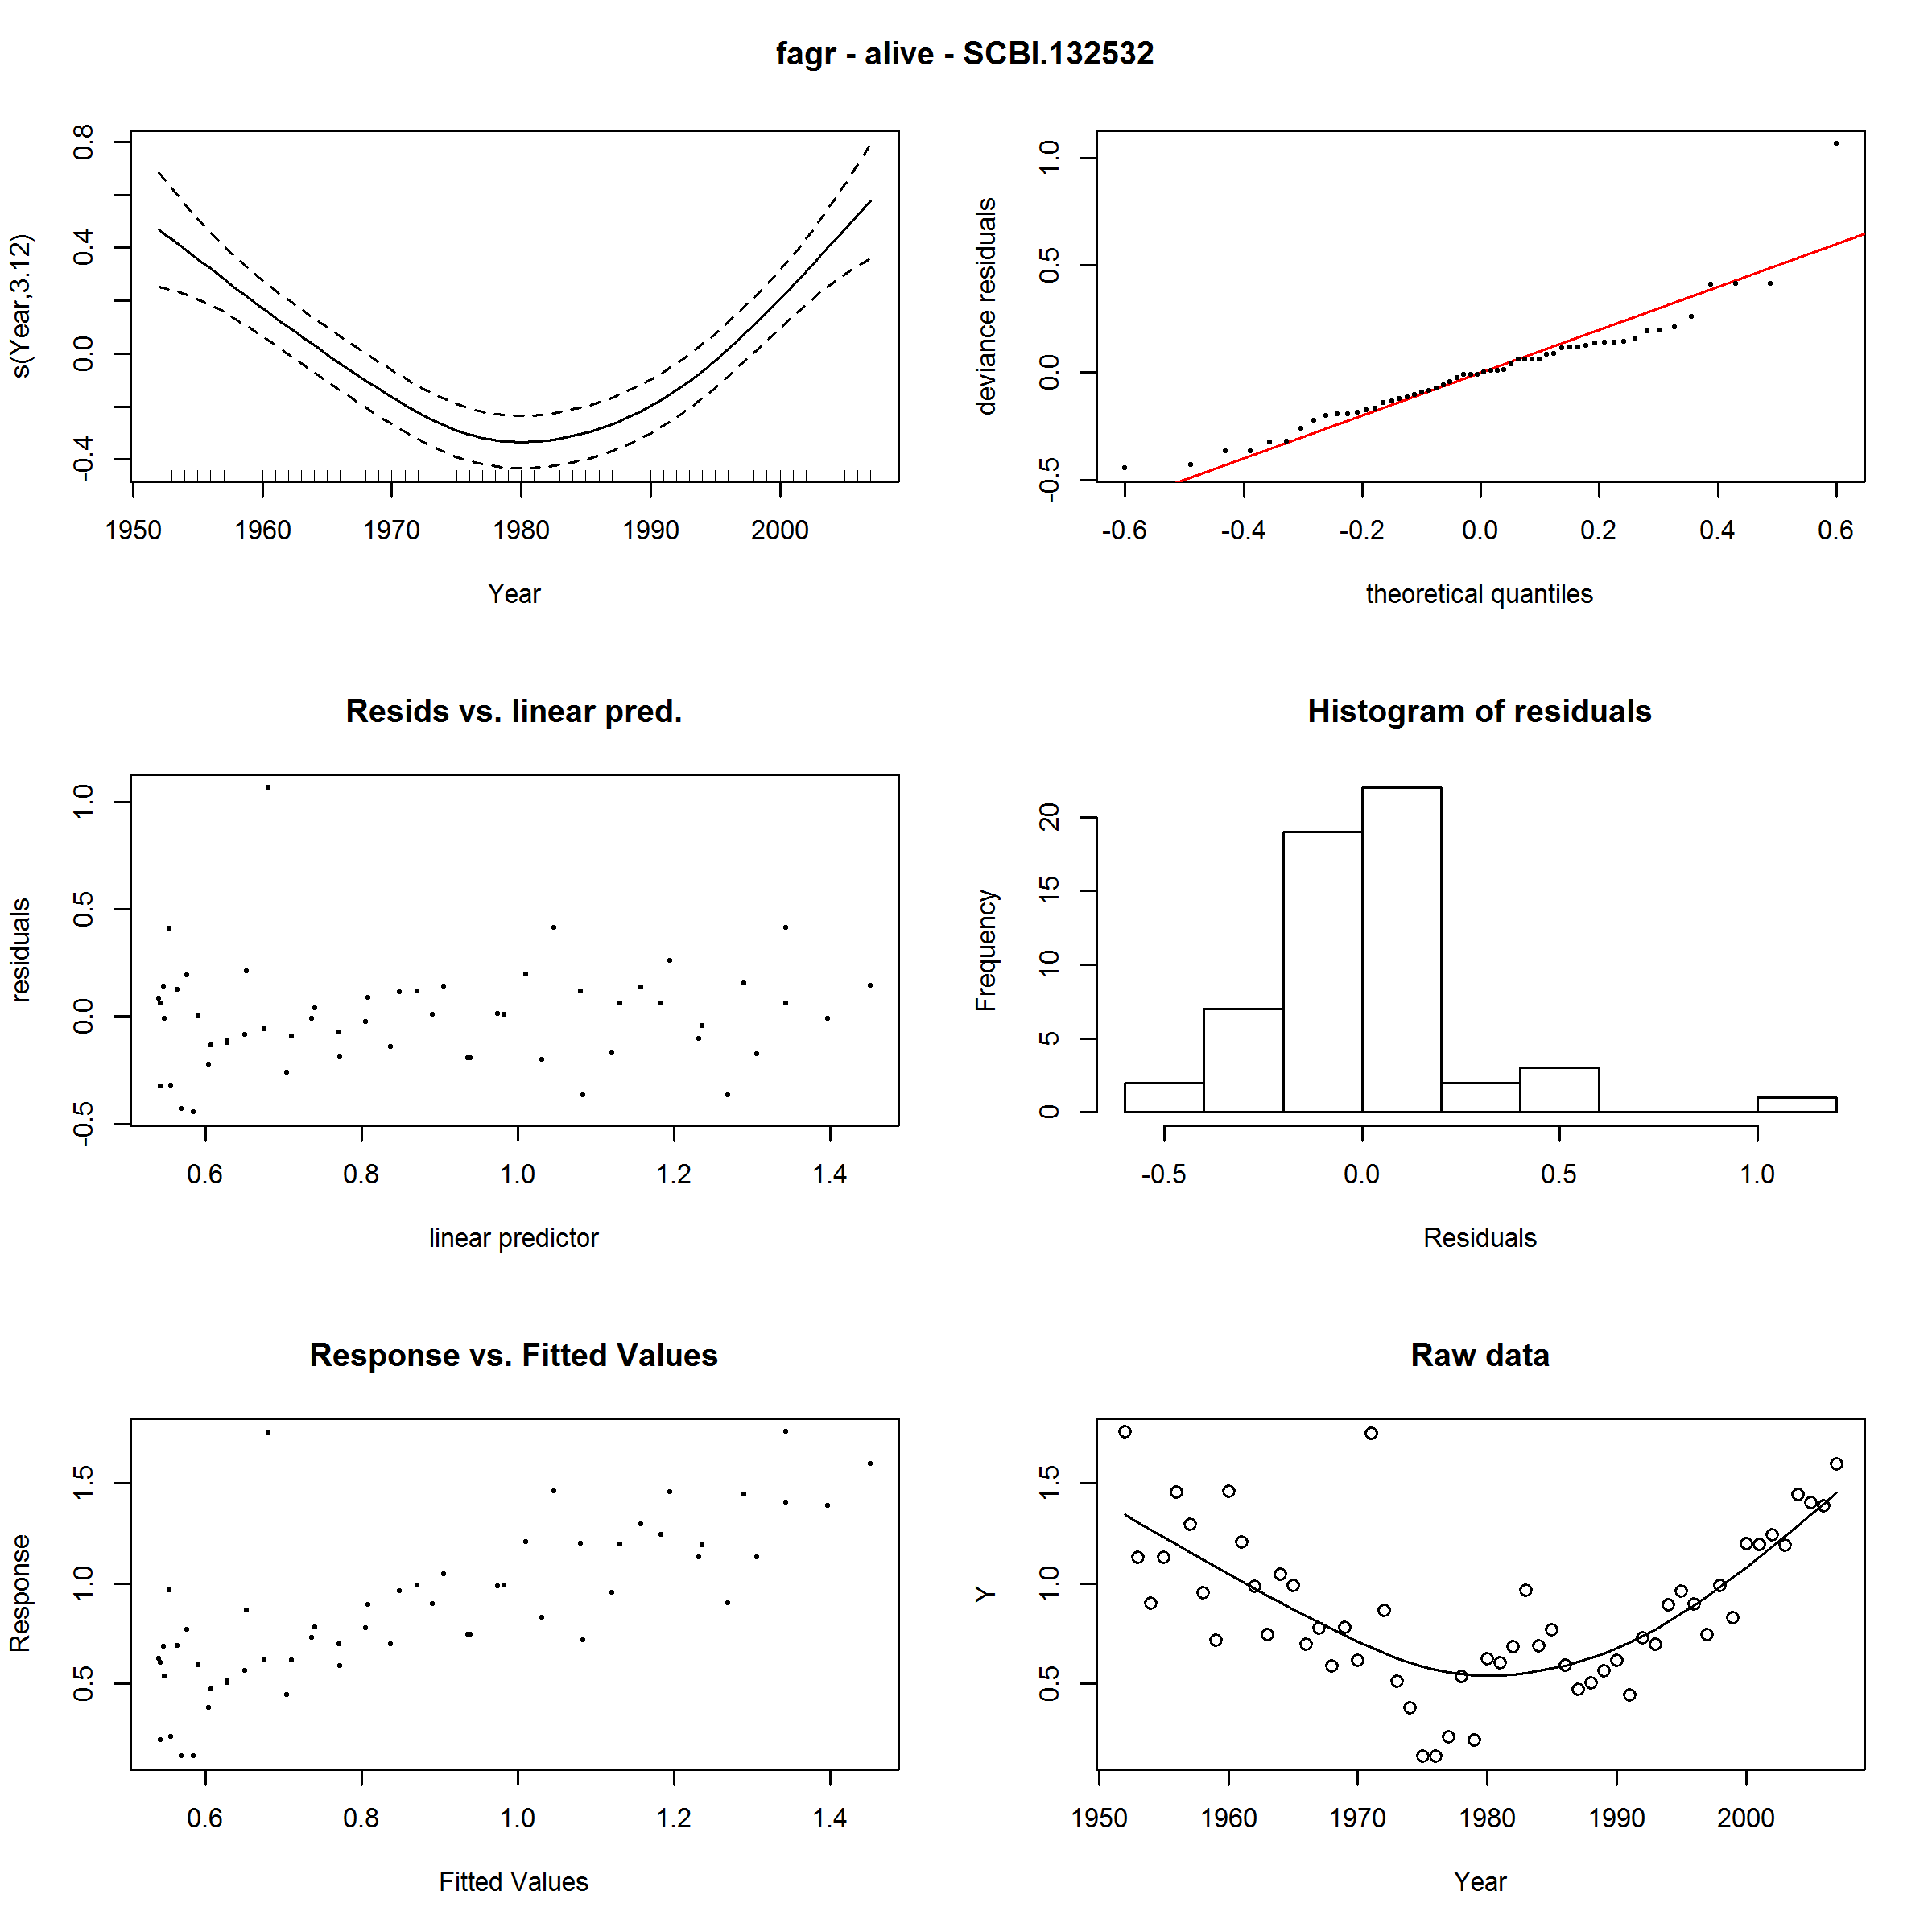 fagr - alive - SCBI.132532
s(Year,3.12)
-0.4 0.0 0.4 0.8
1950 1960 1970 1980 1990 2000
Year
deviance residuals
-0.5 0.0 0.5 1.0
-0.6 -0.4 -0.2 0.0 0.2 0.4 0.6
theoretical quantiles
Resids vs. linear pred.
residuals
-0.5 0.0 0.5 1.0
0.6 0.8 1.0 1.2 1.4
linear predictor
Histogram of residuals
Frequency
0 5 10 15 20
-0.5 0.0 0.5 1.0
Residuals
Response vs. Fitted Values
Response
0.5 1.0 1.5
0.6 0.8 1.0 1.2 1.4
Fitted Values
Raw data
Y
0.5 1.0 1.5
1950 1960 1970 1980 1990 2000
Year